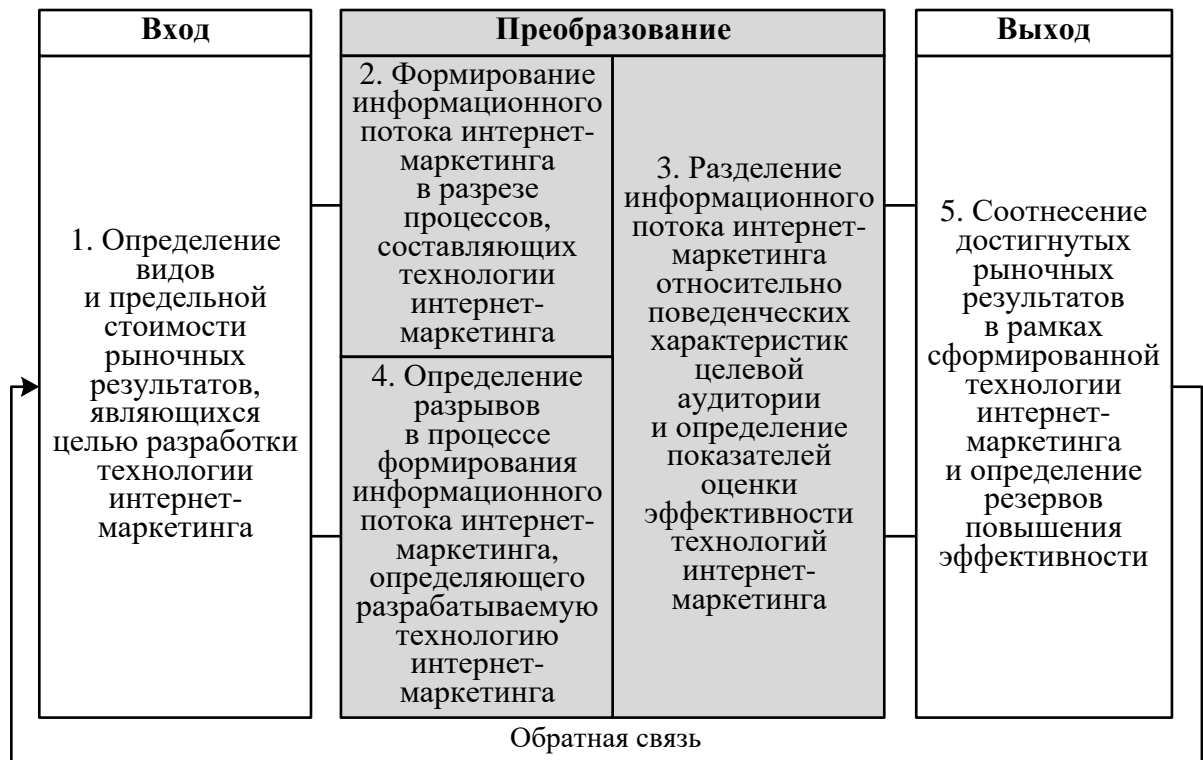 Вход
1. Определение
видов
и предельной
стоимости
рыночных
результатов,
являющихся
целью разработки
технологии
интернет-
маркетинга
Преобразование
2. Формирование
информационного
потока интернет-
маркетинга
в разрезе
процессов,
составляющих
технологии
интернет-
маркетинга
3. Разделение
информационного
потока интернет-
маркетинга
относительно
поведенческих
характеристик
целевой
аудитории
и определение
показателей
оценки
эффективности
технологий
интернет-
маркетинга
4. Определение
разрывов
в процессе
формирования
информационного
потока интернет-
маркетинга,
определяющего
разрабатываемую
технологию
интернет-
маркетинга
Выход
5. Соотнесение
достигнутых
рыночных
результатов
в рамках
сформированной
технологии
интернет-
маркетинга
и определение
резервов
повышения
эффективности
Обратная связь